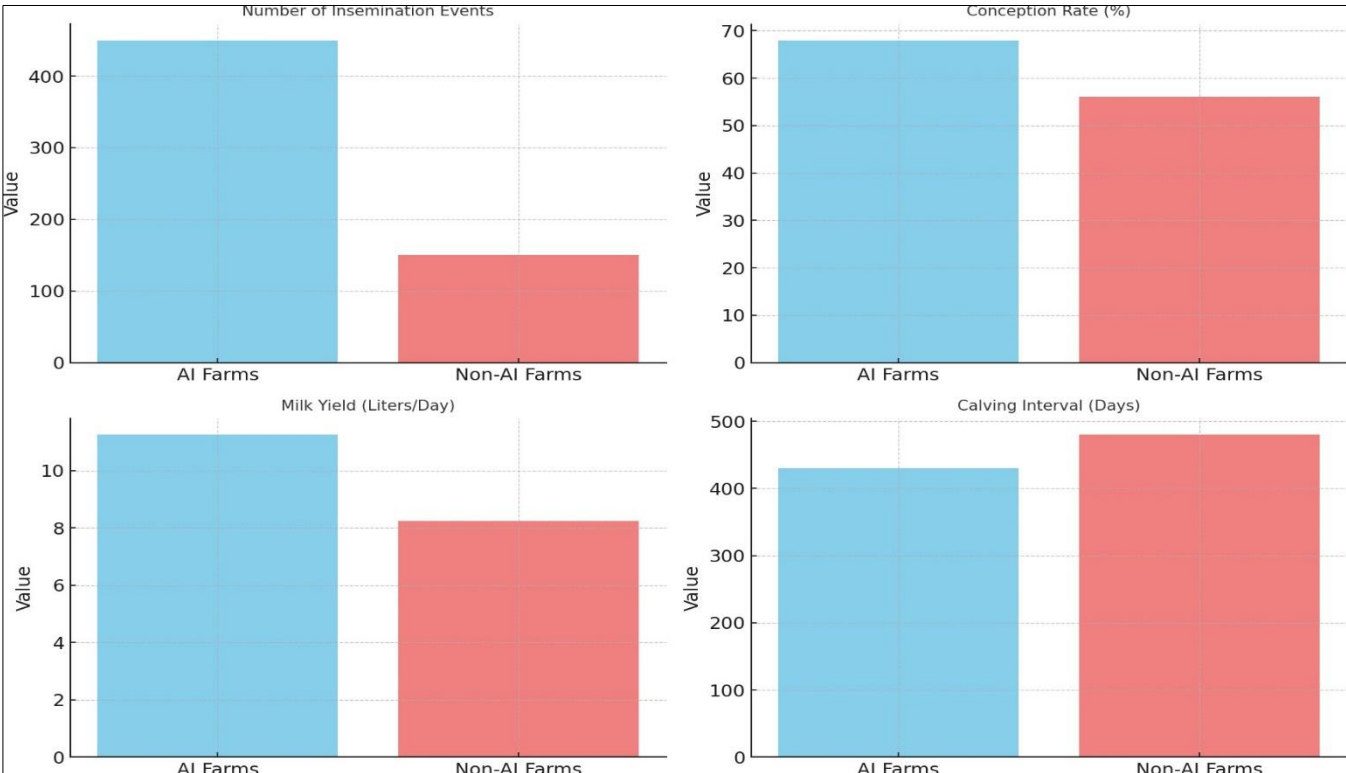 Number of Insemination Events
400
300
200
100
0
Value
AI Farms
Non-AI Farms
Conception Rate (%)
70
60
50
40
30
20
10
0
Value
AI Farms
Non-AI Farms
Milk Yield (Liters/Day)
10
8
6
4
2
0
Value
AI Farms
Non-AI Farms
Calving Interval (Days)
500
400
300
200
100
0
Value
AI Farms
Non-AI Farms